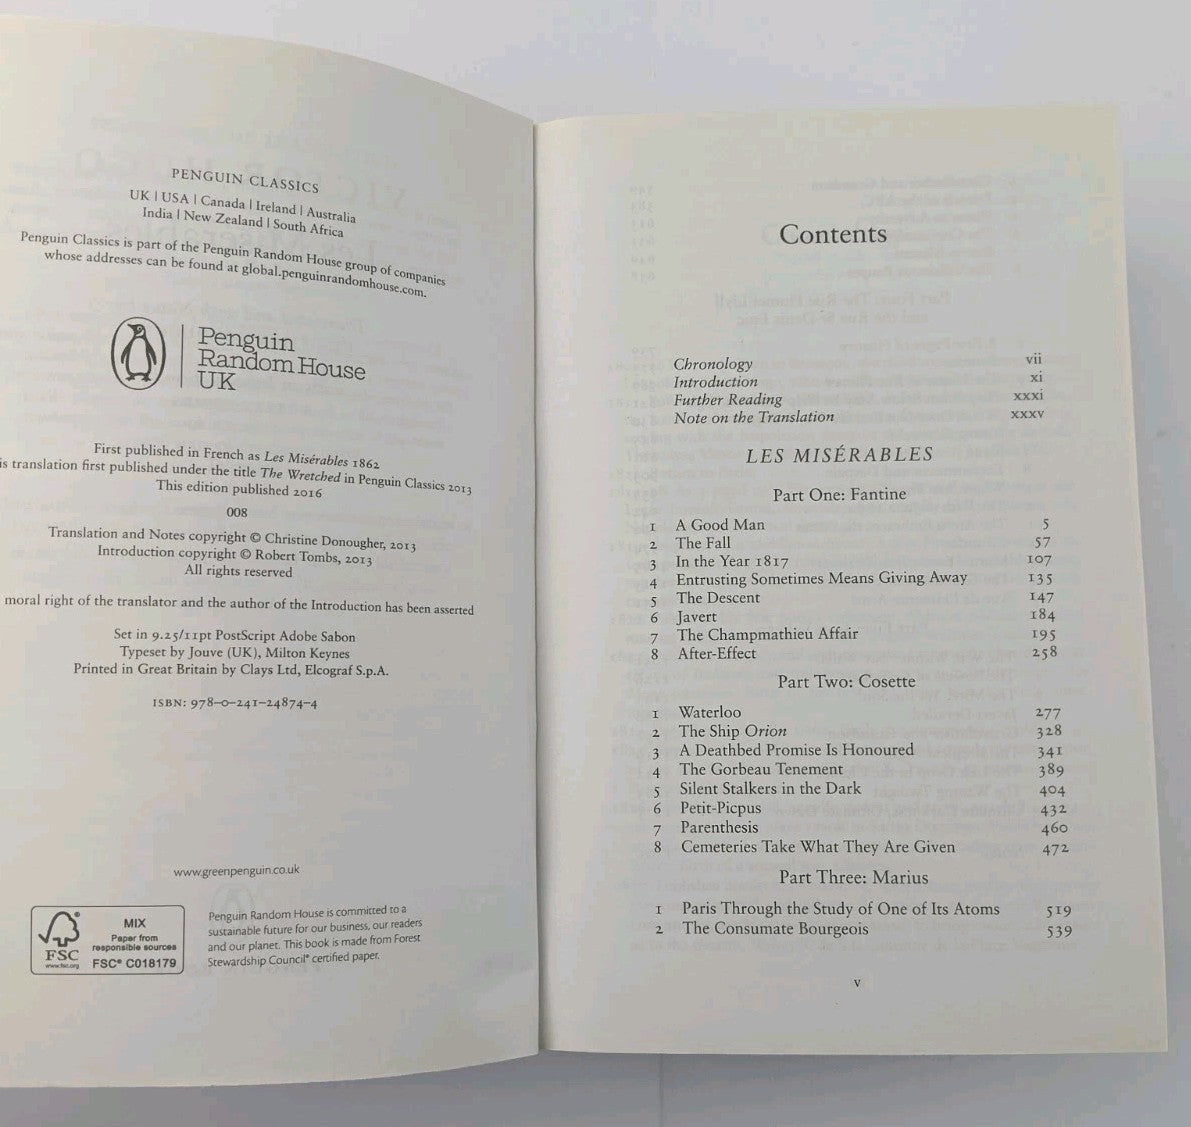 PENGUIN CLASSICS
UK | USA | Canada | Ireland | Australia
India | New Zealand | South Africa
Penguin Classics is part of the Penguin Random House group of companies
whose addresses can be found at global.penguinrandomhouse.com.
Penguin
Random House
UK
First published in French as Les Misérables 1862
is translation first published under the title The Wretched in Penguin Classics 2013
This edition published 2016
008
Translation and Notes copyright © Christine Donougher, 2013
Introduction copyright © Robert Tombs, 2013
All rights reserved
moral right of the translator and the author of the Introduction has been asserted
Set in 9.25/11pt PostScript Adobe Sabon
Typeset by Jouve (UK), Milton Keynes
Printed in Great Britain by Clays Ltd, Elcograf S.p.A.
ISBN: 978–0–241–24874–4
www.greenpenguin.co.uk
FSC
www.fsc.org
MIX
Paper from
responsible sources
FSC® C018179
Penguin Random House is committed to a
sustainable future for our business, our readers
and our planet. This book is made from Forest
Stewardship Council® certified paper.
Contents
Chronology vii
Introduction xi
Further Reading xxxi
Note on the Translation xxxv
LES MISÉRABLES
Part One: Fantine
1 A Good Man 5
2 The Fall 57
3 In the Year 1817 107
4 Entrusting Sometimes Means Giving Away 135
5 The Descent 147
6 Javert 184
7 The Champmathieu Affair 195
8 After-Effect 258
Part Two: Cosette
1 Waterloo 277
2 The Ship Orion 328
3 A Deathbed Promise Is Honoured 341
4 The Gorbeau Tenement 389
5 Silent Stalkers in the Dark 404
6 Petit-Picpus 432
7 Parenthesis 460
8 Cemeteries Take What They Are Given 472
Part Three: Marius
1 Paris Through the Study of One of Its Atoms 519
2 The Consumate Bourgeois 539
v